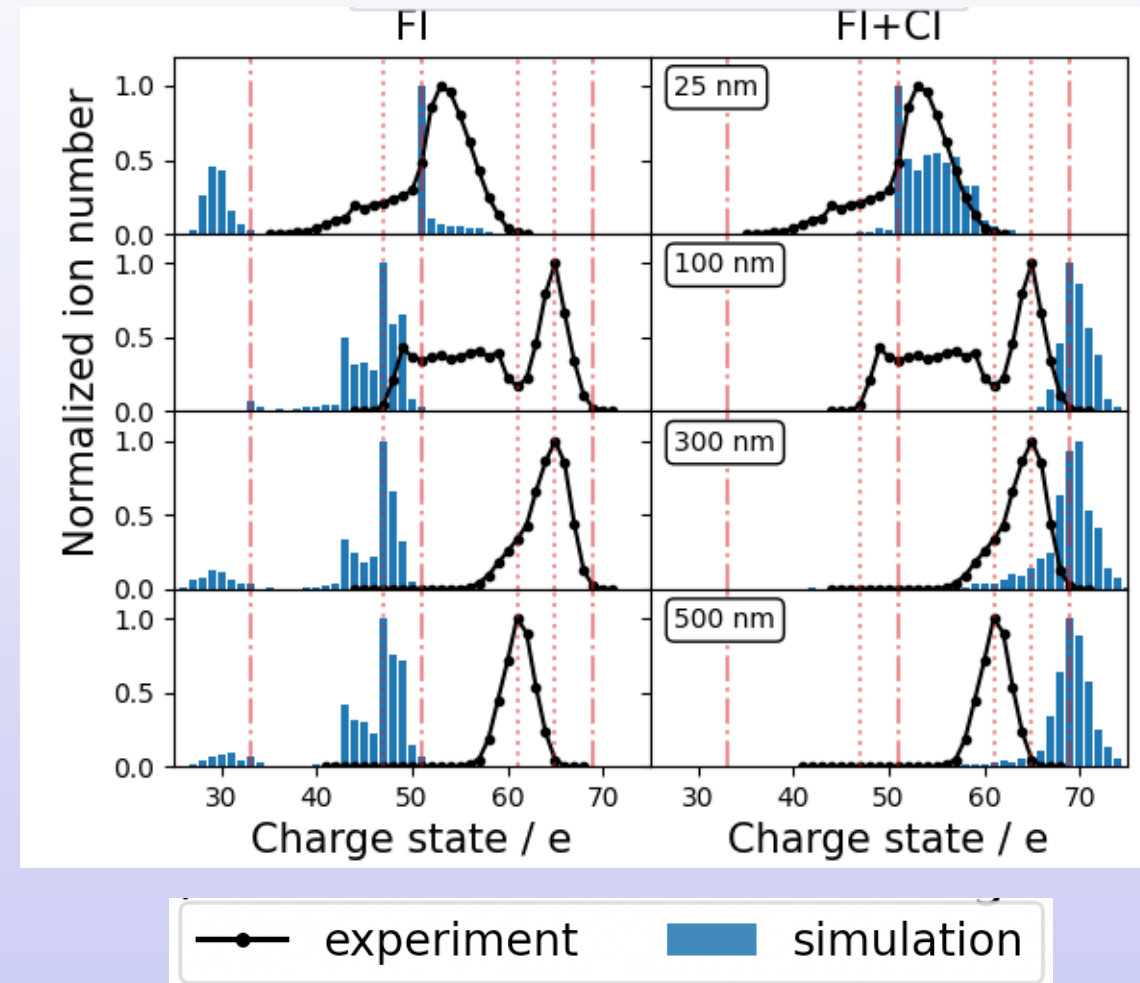 FI
FI+CI
Normalized ion number
1.0
0.5
0.0
25 nm
1.0
0.5
0.0
100 nm
1.0
0.5
0.0
300 nm
1.0
0.5
0.0
500 nm
30 40 50 60 70
30 40 50 60 70
Charge state / e
Charge state / e
experiment
simulation